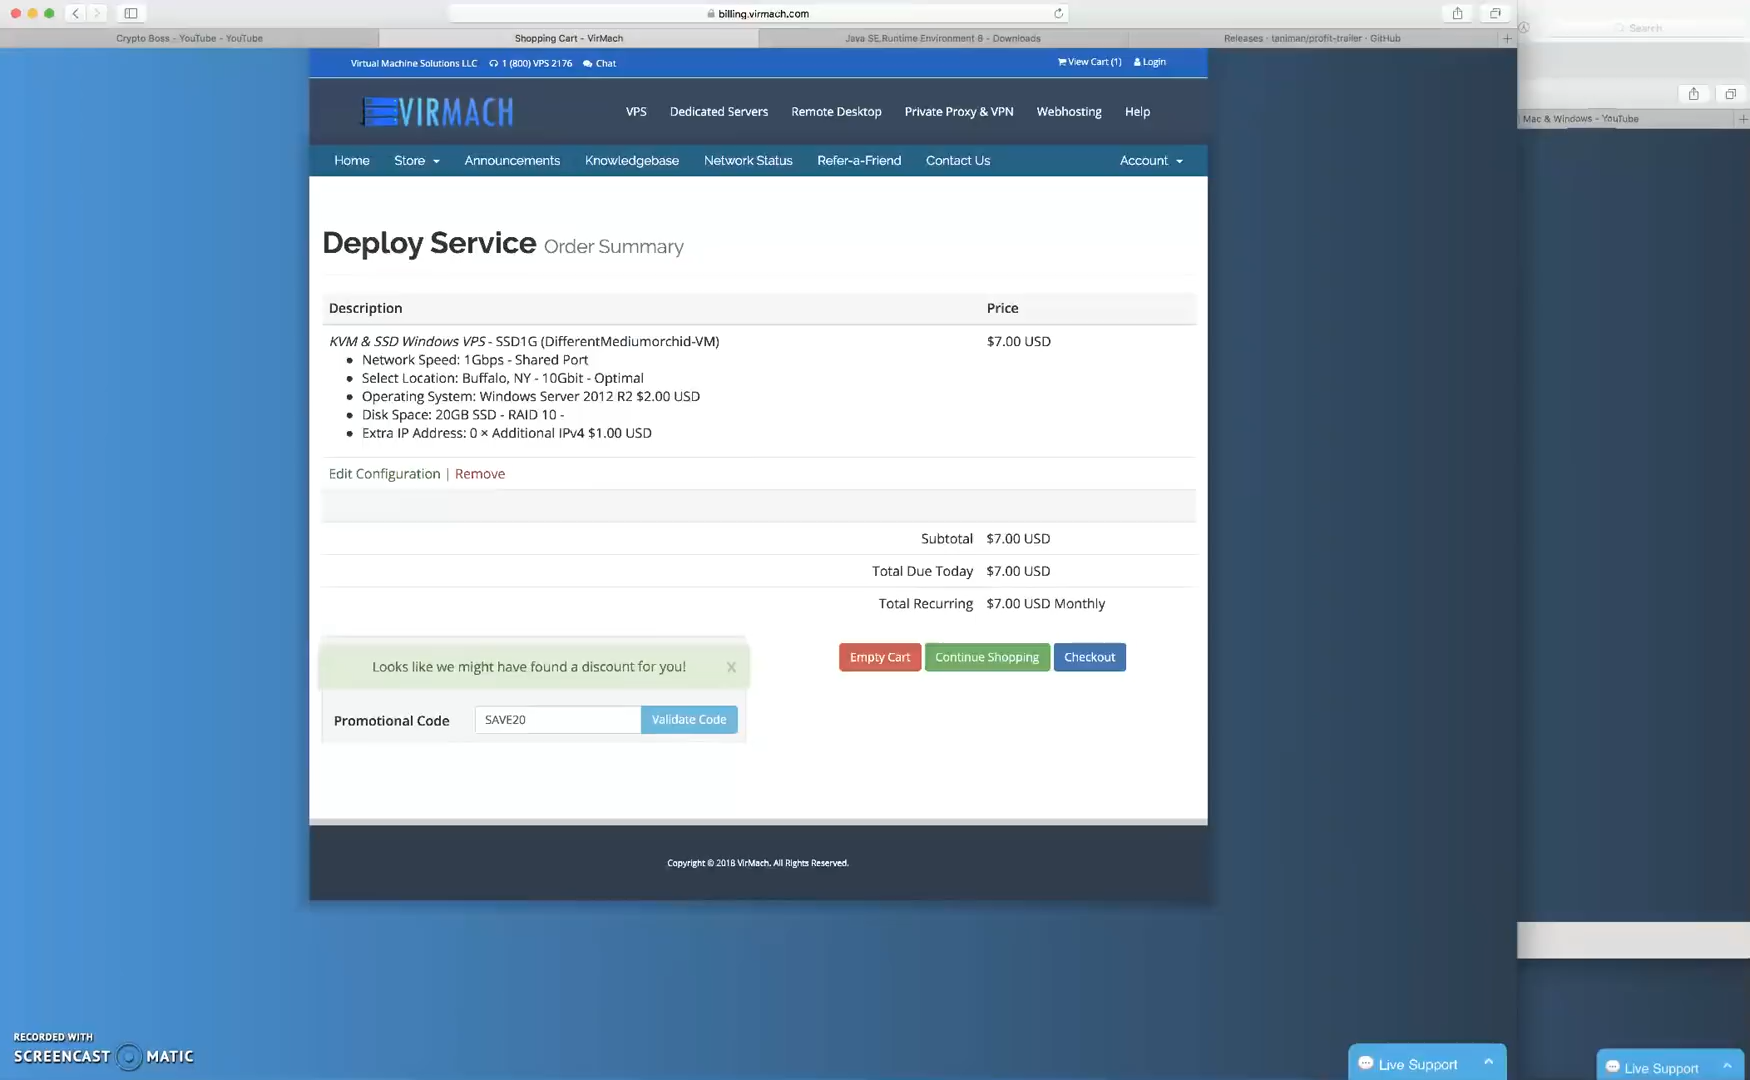 billing.virmach.com
Crypto Boss - YouTube - YouTube
Shopping Cart - VirMach
Java SE Runtime Environment 8 - Downloads
Releases · taniman/profit-trailer · GitHub
Search
Mac & Windows - YouTube
Virtual Machine Solutions LLC 1 (800) VPS 2176 Chat
View Cart (1) Login
VIRMACH
VPS Dedicated Servers Remote Desktop Private Proxy & VPN Webhosting Help
Home Store Announcements Knowledgebase Network Status Refer-a-Friend Contact Us Account
Deploy Service Order Summary
Description Price
KVM & SSD Windows VPS - SSD1G (DifferentMediumorchid-VM) $7.00 USD
Network Speed: 1Gbps - Shared Port
Select Location: Buffalo, NY - 10Gbit - Optimal
Operating System: Windows Server 2012 R2 $2.00 USD
Disk Space: 20GB SSD - RAID 10 -
Extra IP Address: 0 × Additional IPv4 $1.00 USD
Edit Configuration | Remove
Subtotal $7.00 USD
Total Due Today $7.00 USD
Total Recurring $7.00 USD Monthly
Looks like we might have found a discount for you! X
Empty Cart Continue Shopping Checkout
Promotional Code SAVE20 Validate Code
Copyright © 2018 VirMach. All Rights Reserved.
RECORDED WITH
SCREENCAST MATIC
Live Support
Live Support